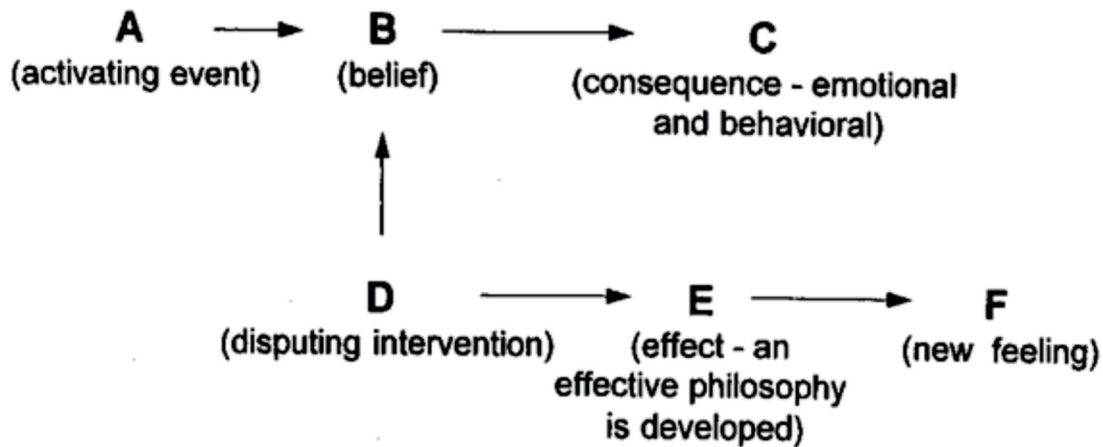 A B C
(activating event) (belief) (consequence - emotional
and behavioral)
D E F
(disputing intervention) (effect - an (new feeling)
effective philosophy
is developed)